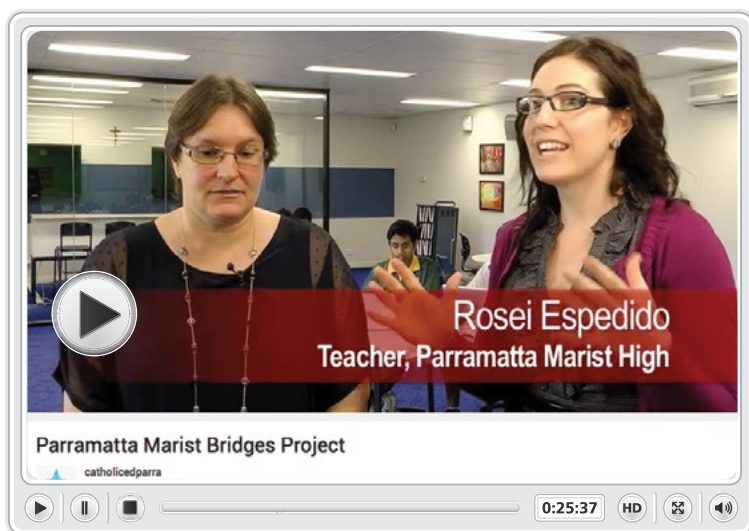 Rosei Espedido
Teacher, Parramatta Marist High
Parramatta Marist Bridges Project
catholicedparra
0:25:37
HD